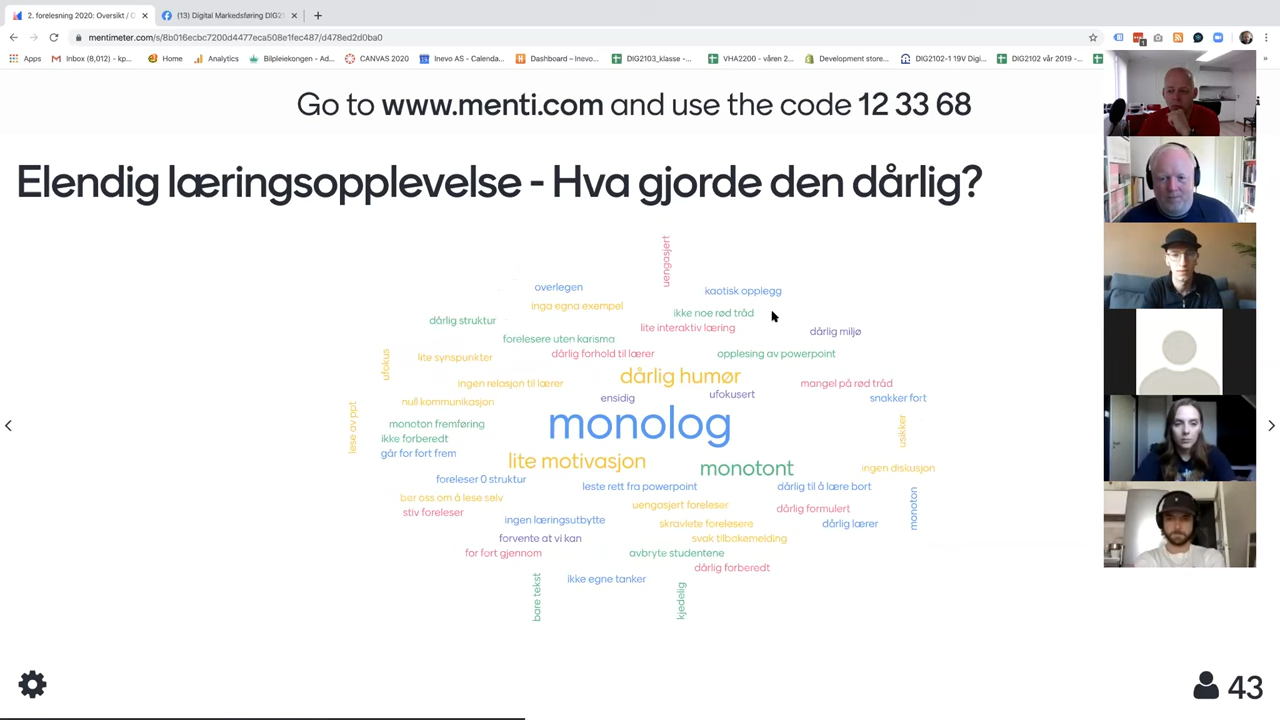 2. forelesning 2020: Oversikt / O
(13) Digital Markedsføring DIG21
mentimeter.com/s/8b016ecbc7200d4477eca508e1fec487/d478ed2d0ba0
Apps
Inbox (8,012) - kp...
Home
Analytics
Bilpleiekongen - Ad...
CANVAS 2020
Inevo AS - Calenda...
Dashboard – Inevo...
DIG2103_klasse -...
VHA2200 - våren 2...
Development store...
DIG2102-1 19V Digi...
DIG2102 vår 2019 -...
Go to www.menti.com and use the code 12 33 68
Elendig læringsopplevelse - Hva gjorde den dårlig?
uengasjert
overlegen
kaotisk opplegg
inga egna exempel
ikke noe rød tråd
dårlig struktur
lite interaktiv læring
dårlig miljø
forelesere uten karisma
ufokus
lite synspunkter
dårlig forhold til lærer
opplesing av powerpoint
dårlig humør
ingen relasjon til lærer
mangel på rød tråd
ensidig
ufokusert
snakker fort
null kommunikasjon
lese av ppt
monoton fremføring
monolog
usikker
ikke forberedt
går for fort frem
lite motivasjon
monotont
ingen diskusjon
foreleser 0 struktur
leste rett fra powerpoint
dårlig til å lære bort
ber oss om å lese selv
uengasjert foreleser
dårlig formulert
monoton
stiv foreleser
ingen læringsutbytte
skravlete forelesere
dårlig lærer
forvente at vi kan
svak tilbakemelding
for fort gjennom
avbryte studentene
dårlig forberedt
bare tekst
ikke egne tanker
kjedelig
43